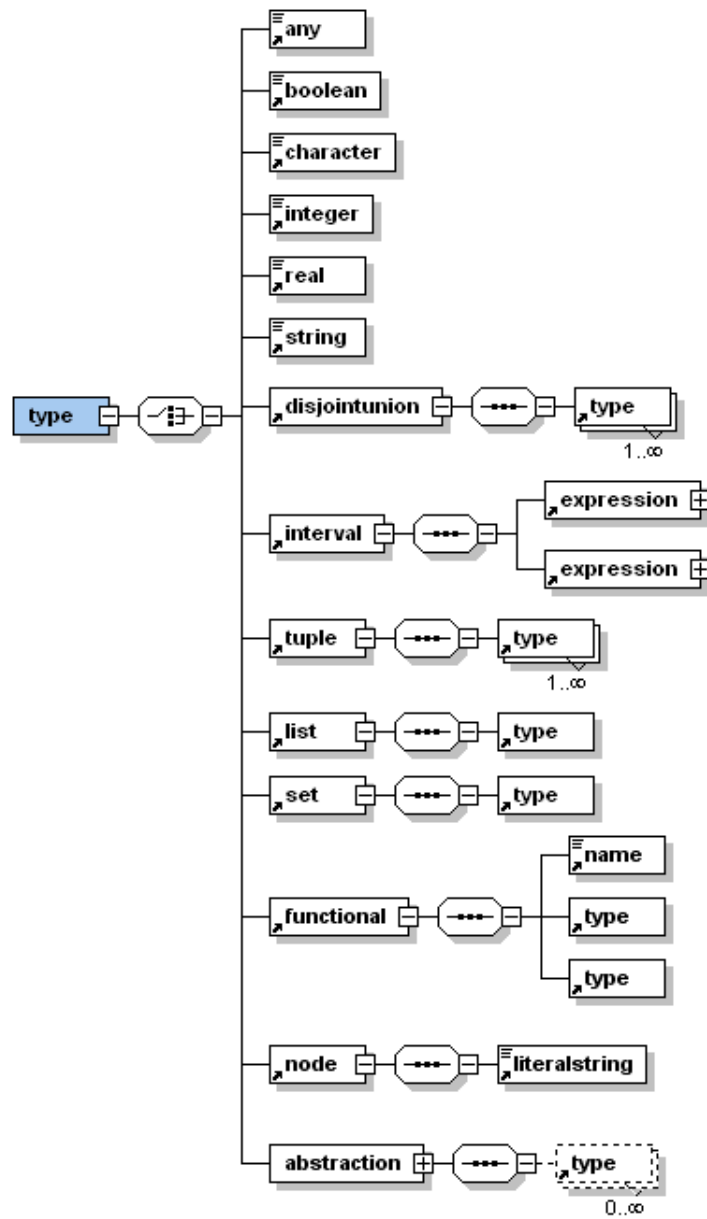 any
boolean
character
integer
real
string
type
disjointunion
type
1..∞
interval
expression
expression
tuple
type
1..∞
list
type
set
type
functional
name
type
type
node
literalstring
abstraction
type
0..∞